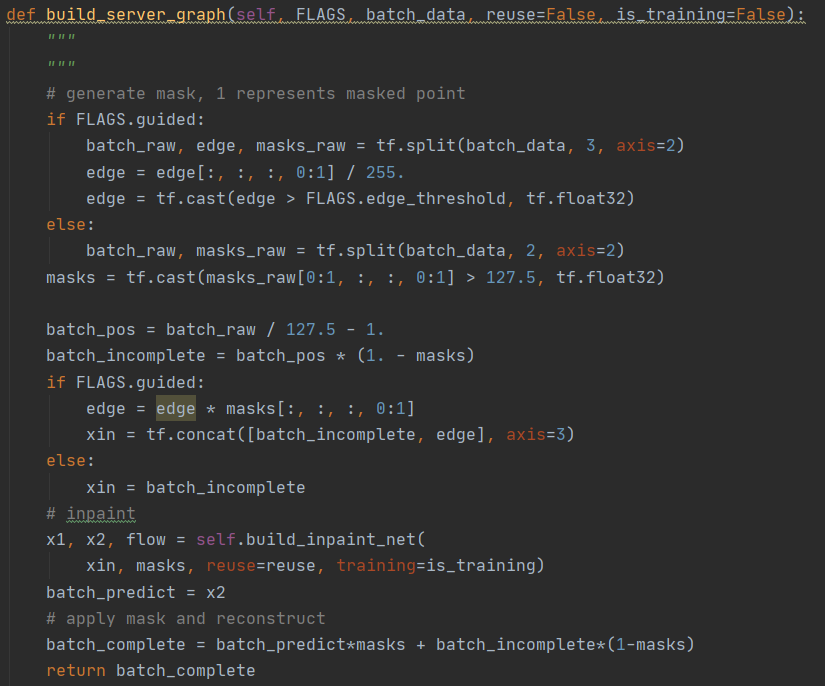 def build_server_graph(self, FLAGS, batch_data, reuse=False, is_training=False):
    """
    """
    # generate mask, 1 represents masked point
    if FLAGS.guided:
        batch_raw, edge, masks_raw = tf.split(batch_data, 3, axis=2)
        edge = edge[:, :, :, 0:1] / 255.
        edge = tf.cast(edge > FLAGS.edge_threshold, tf.float32)
    else:
        batch_raw, masks_raw = tf.split(batch_data, 2, axis=2)
    masks = tf.cast(masks_raw[0:1, :, :, 0:1] > 127.5, tf.float32)

    batch_pos = batch_raw / 127.5 - 1.
    batch_incomplete = batch_pos * (1. - masks)
    if FLAGS.guided:
        edge = edge * masks[:, :, :, 0:1]
        xin = tf.concat([batch_incomplete, edge], axis=3)
    else:
        xin = batch_incomplete
    # inpaint
    x1, x2, flow = self.build_inpaint_net(
        xin, masks, reuse=reuse, training=is_training)
    batch_predict = x2
    # apply mask and reconstruct
    batch_complete = batch_predict*masks + batch_incomplete*(1-masks)
    return batch_complete